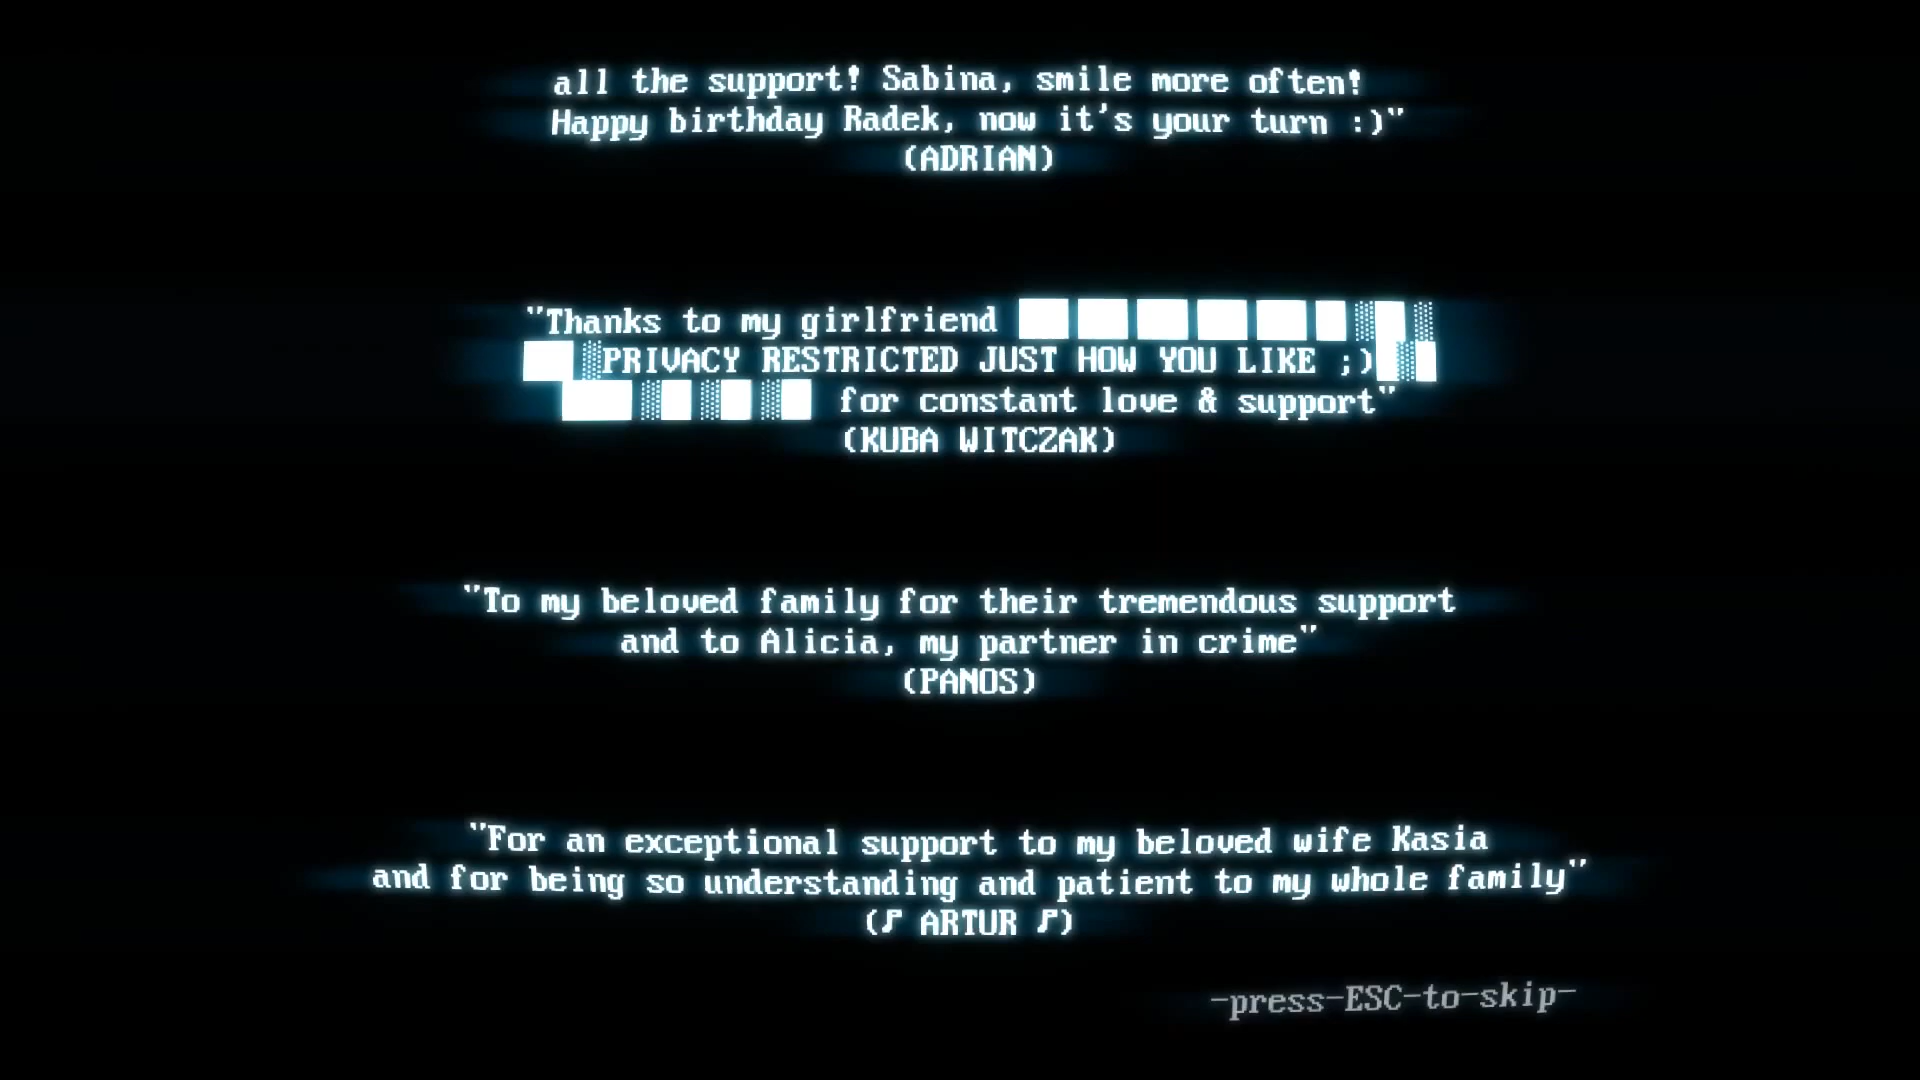 all the support! Sabina, smile more often!
Happy birthday Radek, now it's your turn :)"
(ADRIAN)
"Thanks to my girlfriend ██ ██ ██ ██ ██ █▒█▒
██▒PRIVACY RESTRICTED JUST HOW YOU LIKE ;)█▒█
███▒█▒█▒█ for constant love & support"
(KUBA WITCZAK)
"To my beloved family for their tremendous support
and to Alicia, my partner in crime"
(PANOS)
"For an exceptional support to my beloved wife Kasia
and for being so understanding and patient to my whole family"
(♪ ARTUR ♪)
-press-ESC-to-skip-